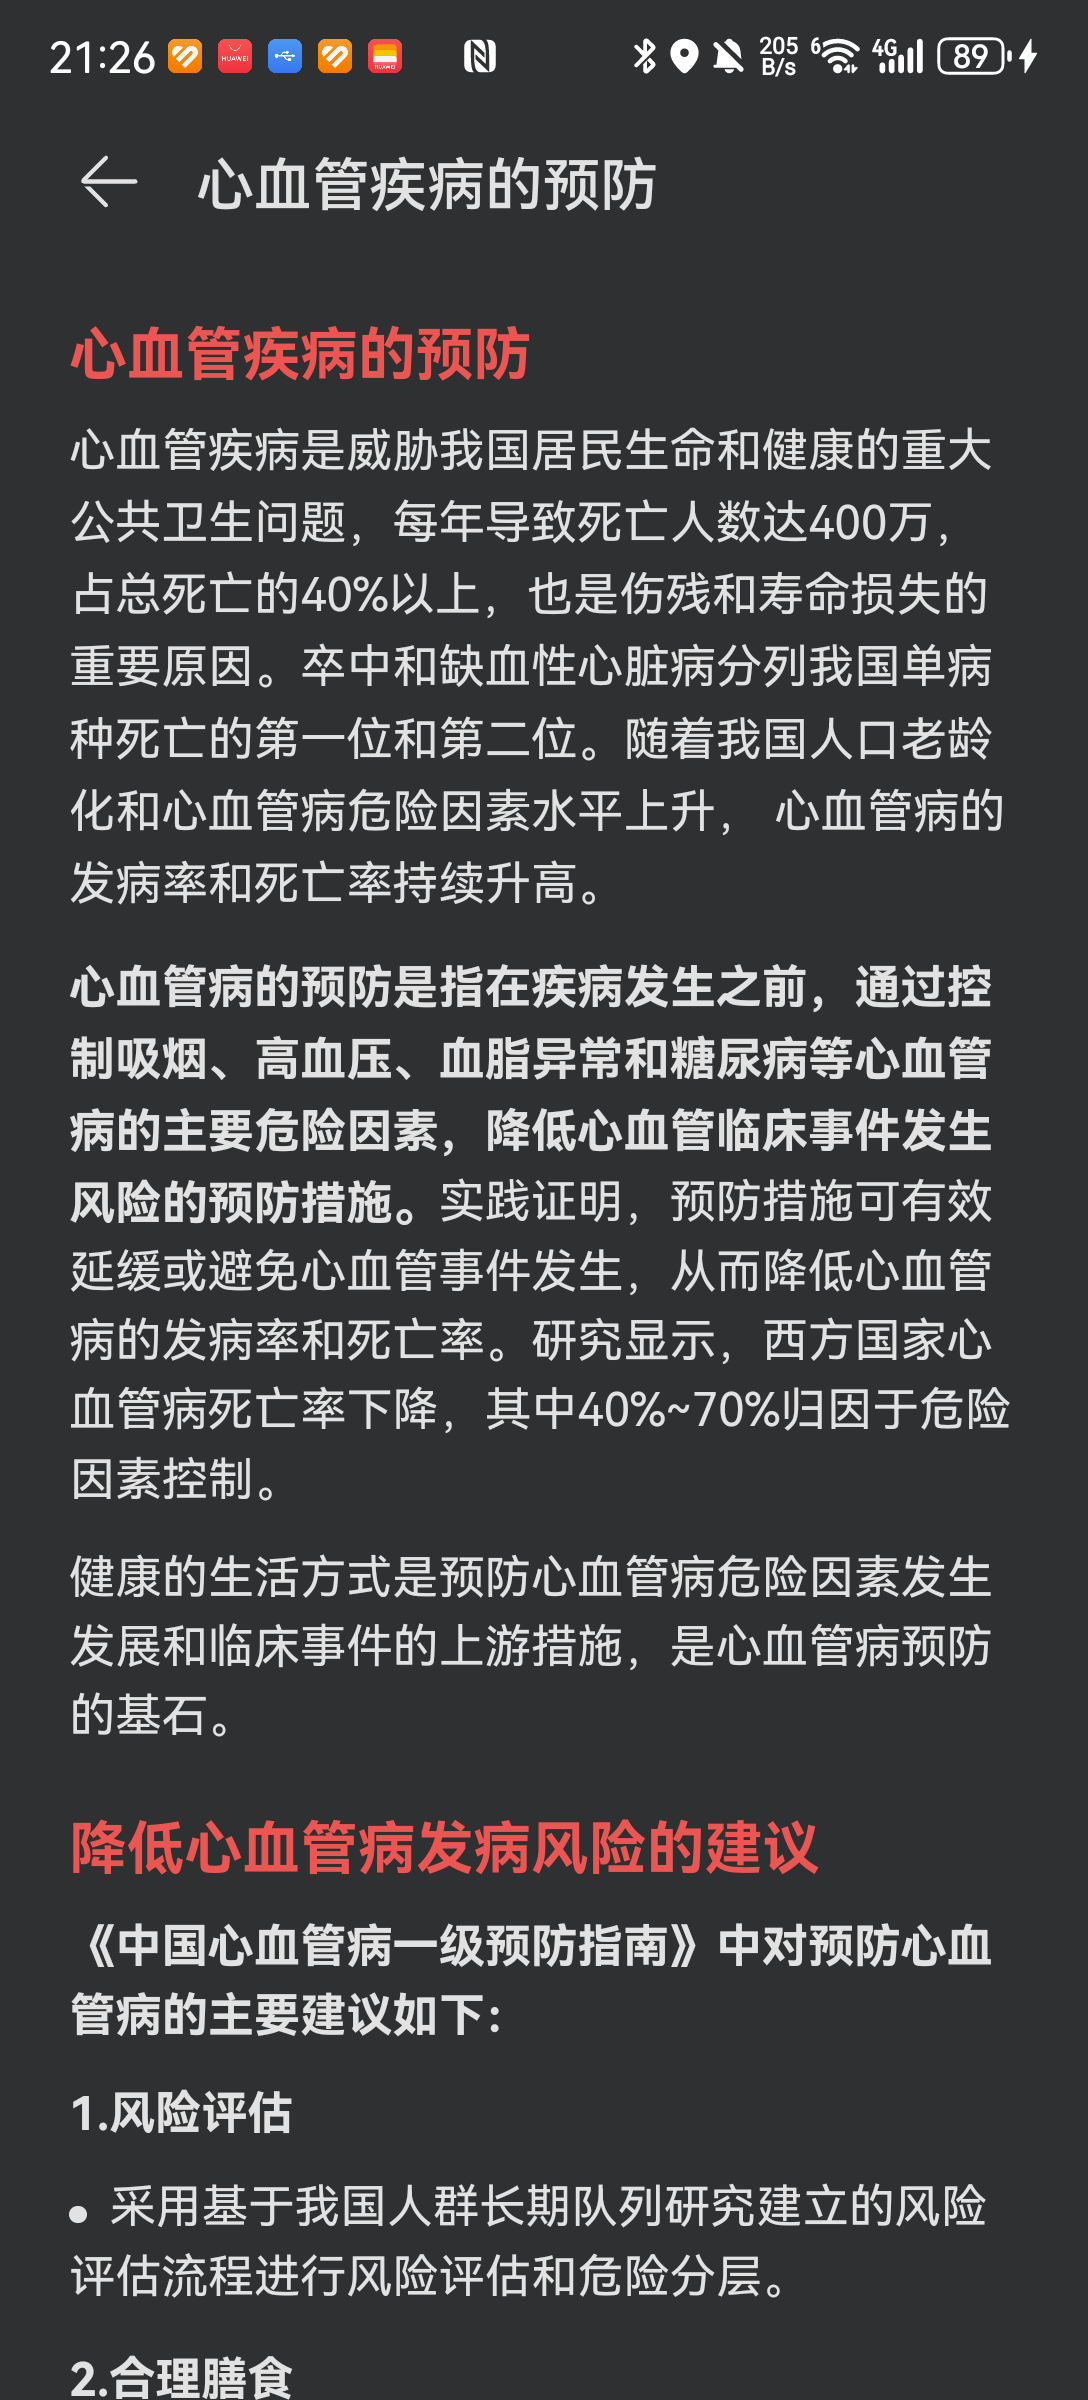 21:26
HUAWEI
HUAWEI
205
B/s
6
4G
89
心血管疾病的预防
心血管疾病的预防
心血管疾病是威胁我国居民生命和健康的重大
公共卫生问题，每年导致死亡人数达400万，
占总死亡的40%以上，也是伤残和寿命损失的
重要原因。卒中和缺血性心脏病分列我国单病
种死亡的第一位和第二位。随着我国人口老龄
化和心血管病危险因素水平上升， 心血管病的
发病率和死亡率持续升高。
心血管病的预防是指在疾病发生之前，通过控
制吸烟、高血压、血脂异常和糖尿病等心血管
病的主要危险因素，降低心血管临床事件发生
风险的预防措施。实践证明，预防措施可有效
延缓或避免心血管事件发生，从而降低心血管
病的发病率和死亡率。研究显示，西方国家心
血管病死亡率下降，其中40%~70%归因于危险
因素控制。
健康的生活方式是预防心血管病危险因素发生
发展和临床事件的上游措施，是心血管病预防
的基石。
降低心血管病发病风险的建议
《中国心血管病一级预防指南》中对预防心血
管病的主要建议如下：
1.风险评估
● 采用基于我国人群长期队列研究建立的风险
评估流程进行风险评估和危险分层。
2.合理膳食